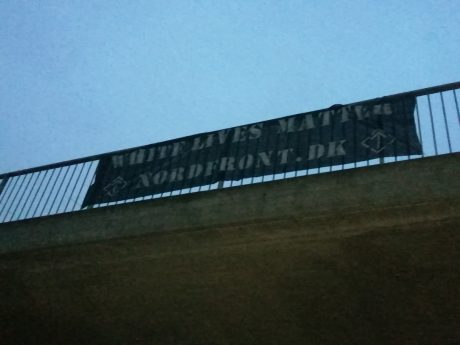 WHITE LIVES MATTER
NORDFRONT.DK